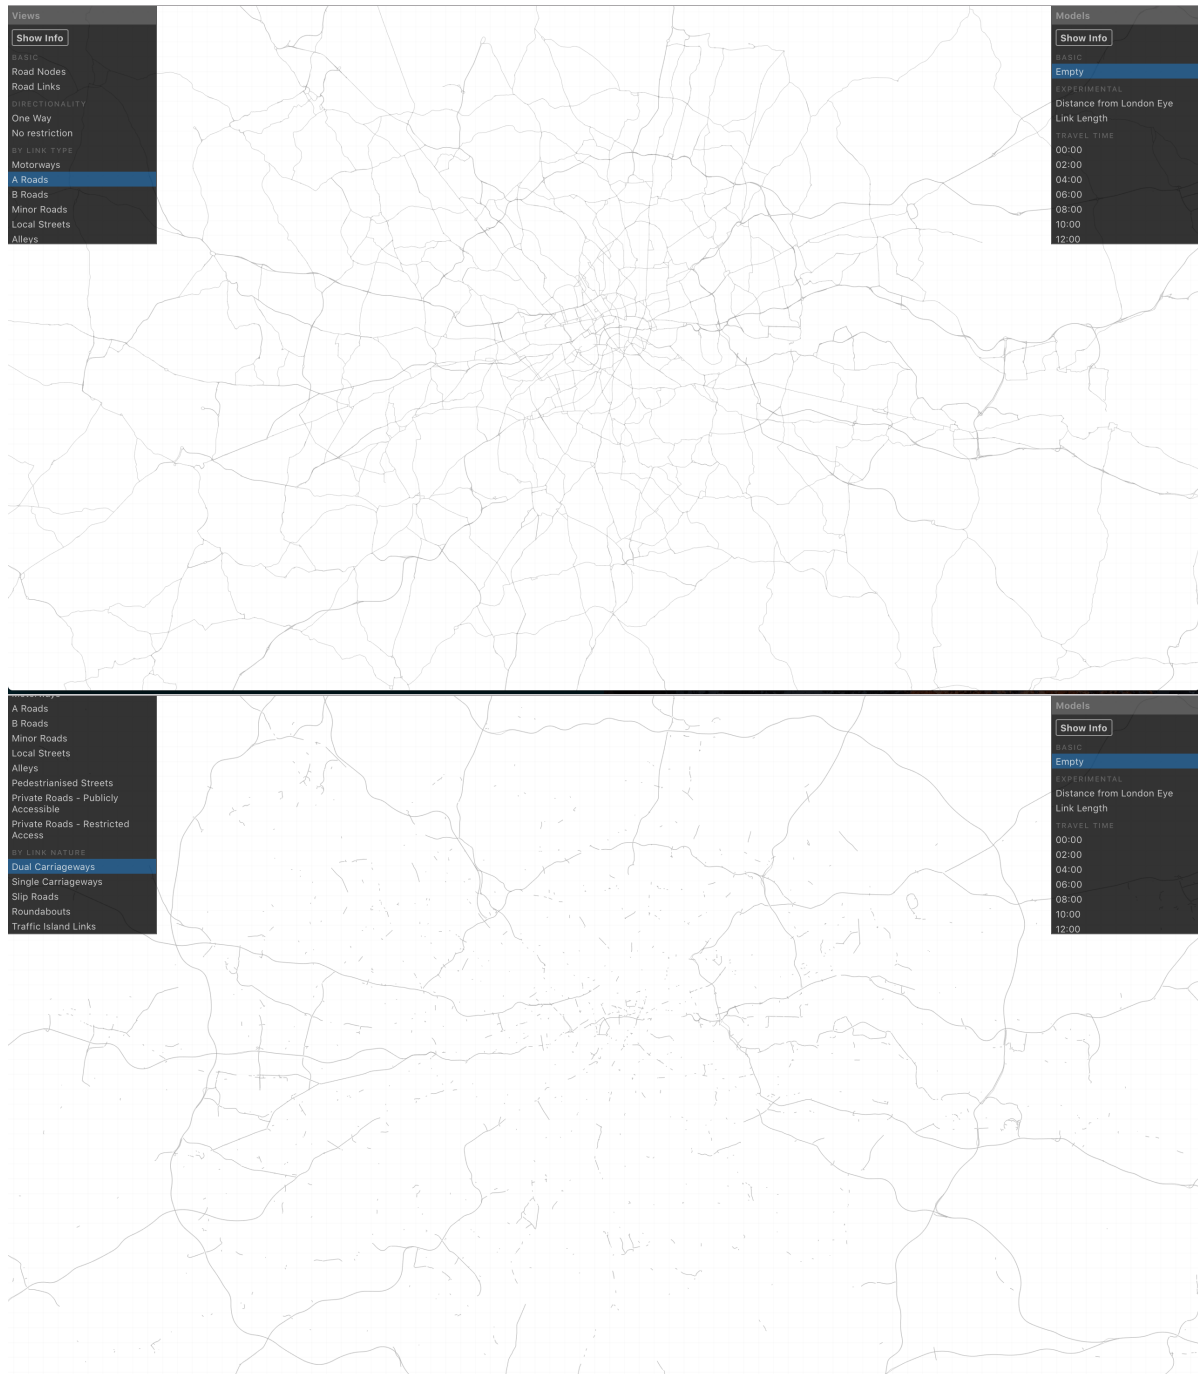 Views
Show Info
BASIC
Road Nodes
Road Links
DIRECTIONALITY
One Way
No restriction
BY LINK TYPE
Motorways
A Roads
B Roads
Minor Roads
Local Streets
Alleys
Models
Show Info
BASIC
Empty
EXPERIMENTAL
Distance from London Eye
Link Length
TRAVEL TIME
00:00
02:00
04:00
06:00
08:00
10:00
12:00
Motorways
A Roads
B Roads
Minor Roads
Local Streets
Alleys
Pedestrianised Streets
Private Roads - Publicly
Accessible
Private Roads - Restricted
Access
BY LINK NATURE
Dual Carriageways
Single Carriageways
Slip Roads
Roundabouts
Traffic Island Links
Models
Show Info
BASIC
Empty
EXPERIMENTAL
Distance from London Eye
Link Length
TRAVEL TIME
00:00
02:00
04:00
06:00
08:00
10:00
12:00